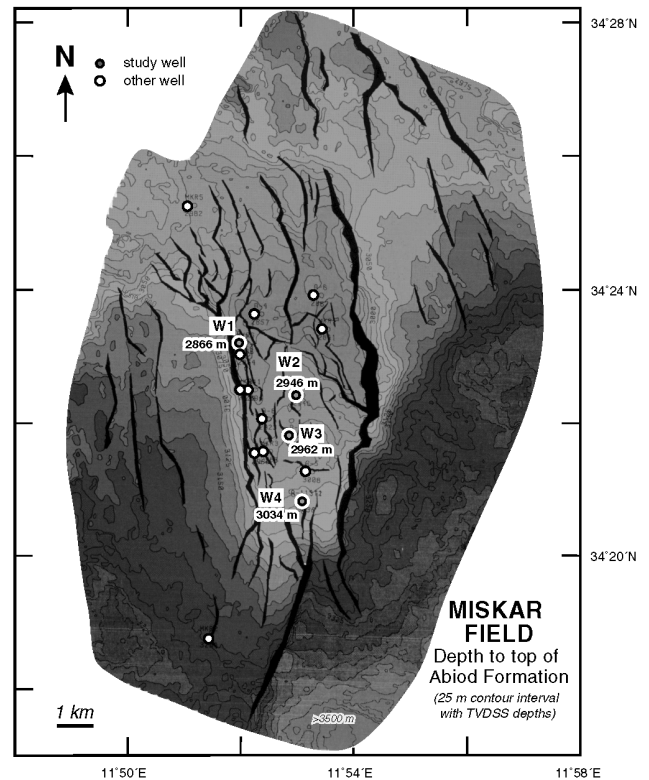 34°28´N
N
study well
other well
34°24´N
W1
2866 m
W2
2946 m
W3
2962 m
W4
3034 m
34°20´N
MISKAR
FIELD
Depth to top of
Abiod Formation
(25 m contour interval
with TVDSS depths)
1 km
>3500 m
11°50´E
11°54´E
11°58´E